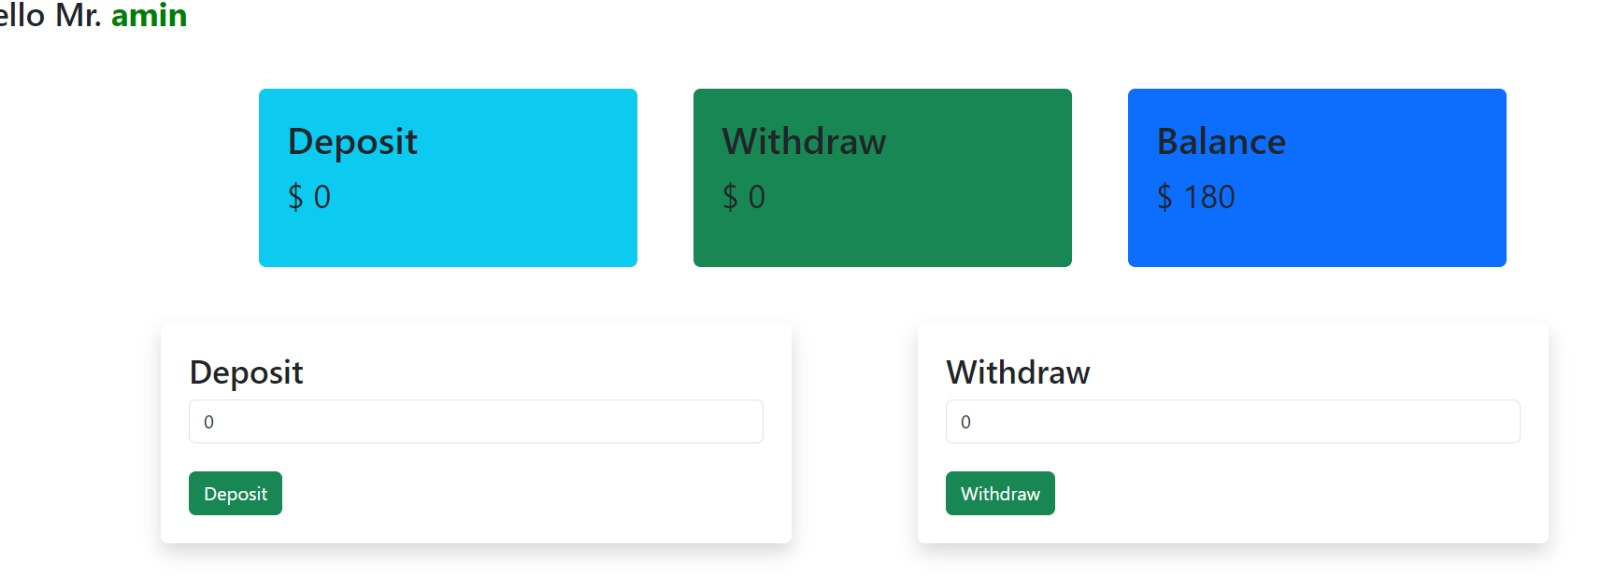 ello Mr. amin
Deposit
$ 0
Withdraw
$ 0
Balance
$ 180
Deposit
0
Deposit
Withdraw
0
Withdraw